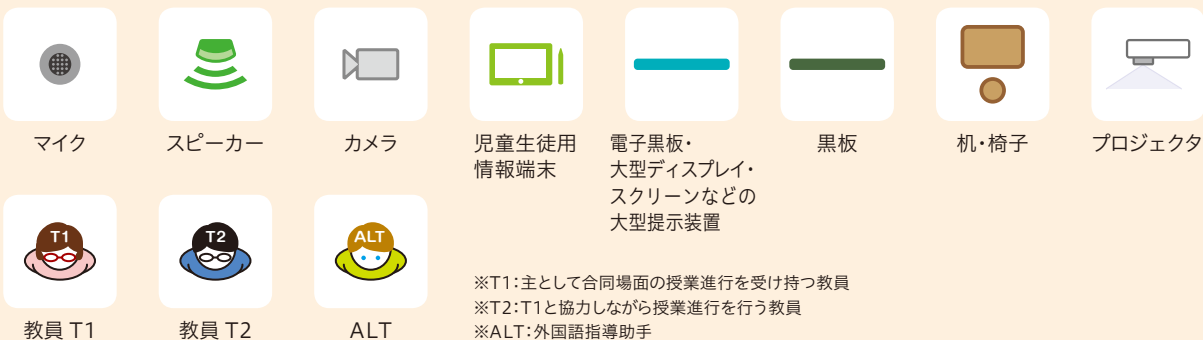 マイク
スピーカー
カメラ
児童生徒用
情報端末
電子黒板・
大型ディスプレイ・
スクリーンなどの
大型提示装置
黒板
机・椅子
プロジェクタ
T1
教員 T1
T2
教員 T2
ALT
ALT
※T1：主として合同場面の授業進行を受け持つ教員
※T2：T1と協力しながら授業進行を行う教員
※ALT：外国語指導助手